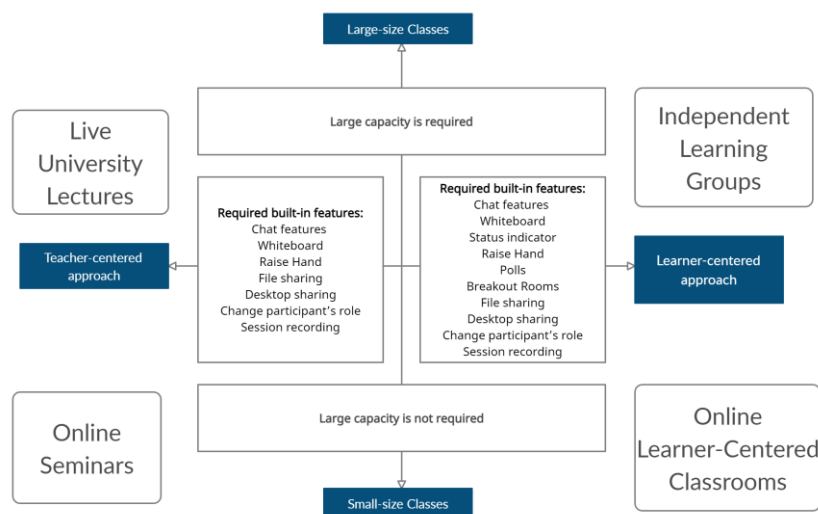 Large-size Classes
Large capacity is required
Live
University
Lectures
Independent
Learning
Groups
Teacher-centered
approach
Required built-in features:
Chat features
Whiteboard
Raise Hand
File sharing
Desktop sharing
Change participant's role
Session recording
Required built-in features:
Chat features
Whiteboard
Status indicator
Raise Hand
Polls
Breakout Rooms
File sharing
Desktop sharing
Change participant's role
Session recording
Learner-centered
approach
Large capacity is not required
Online
Seminars
Online
Learner-Centered
Classrooms
Small-size Classes